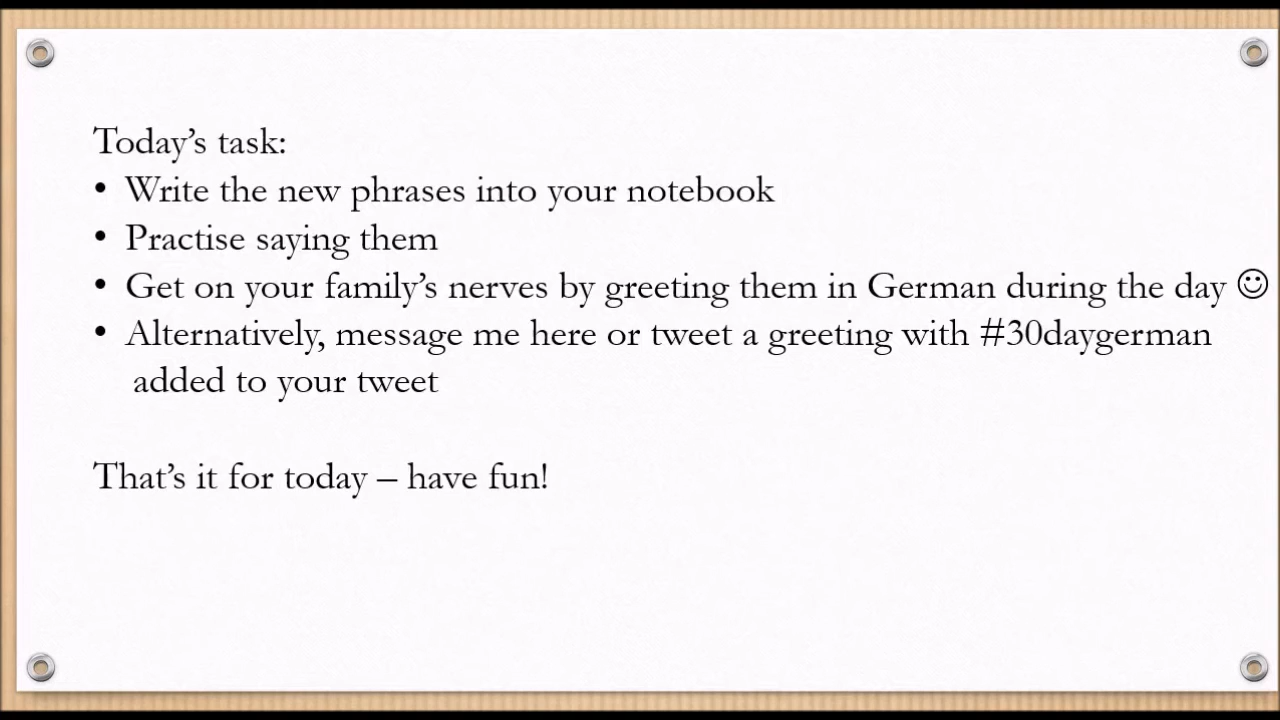 Today’s task:
• Write the new phrases into your notebook
• Practise saying them
• Get on your family’s nerves by greeting them in German during the day ☺
• Alternatively, message me here or tweet a greeting with #30daygerman
added to your tweet
That’s it for today – have fun!